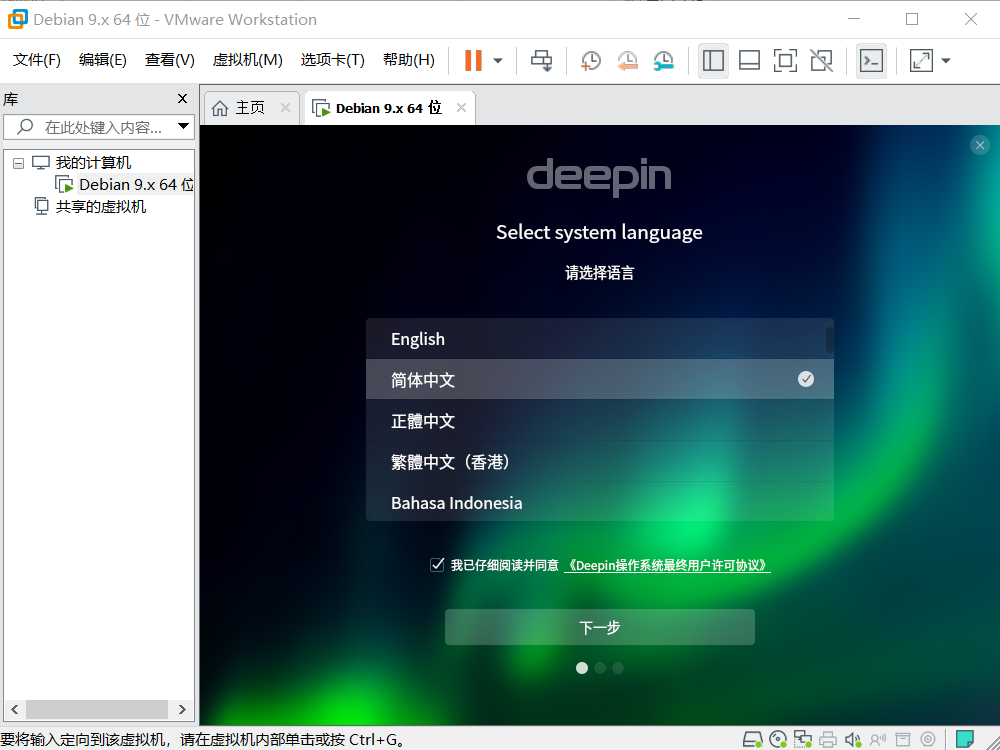 Debian 9.x 64 位 - VMware Workstation
文件(F) 编辑(E) 查看(V) 虚拟机(M) 选项卡(T) 帮助(H)
库
在此处键入内容...
我的计算机
Debian 9.x 64 位
共享的虚拟机
主页
Debian 9.x 64 位
deepin
Select system language
请选择语言
English
简体中文
正體中文
繁體中文（香港）
Bahasa Indonesia
我已仔细阅读并同意 《Deepin操作系统最终用户许可协议》
下一步
要将输入定向到该虚拟机，请在虚拟机内部单击或按 Ctrl+G。